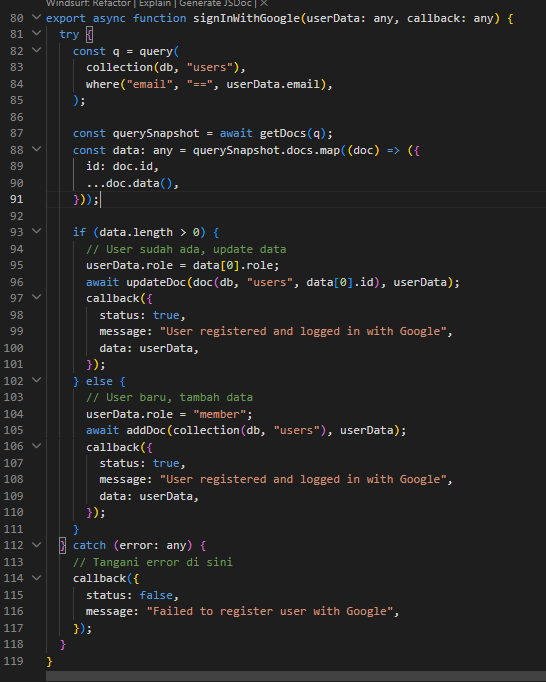 Windsurf: Refactor | Explain | Generate JSDoc | ✕
80 export async function signInWithGoogle(userData: any, callback: any) {
81 try {
82 const q = query(
83 collection(db, "users"),
84 where("email", "==", userData.email),
85 );
86
87 const querySnapshot = await getDocs(q);
88 const data: any = querySnapshot.docs.map((doc) => ({
89 id: doc.id,
90 ...doc.data(),
91 }));
92
93 if (data.length > 0) {
94 // User sudah ada, update data
95 userData.role = data[0].role;
96 await updateDoc(doc(db, "users", data[0].id), userData);
97 callback({
98 status: true,
99 message: "User registered and logged in with Google",
100 data: userData,
101 });
102 } else {
103 // User baru, tambah data
104 userData.role = "member";
105 await addDoc(collection(db, "users"), userData);
106 callback({
107 status: true,
108 message: "User registered and logged in with Google",
109 data: userData,
110 });
111 }
112 } catch (error: any) {
113 // Tangani error di sini
114 callback({
115 status: false,
116 message: "Failed to register user with Google",
117 });
118 }
119 }